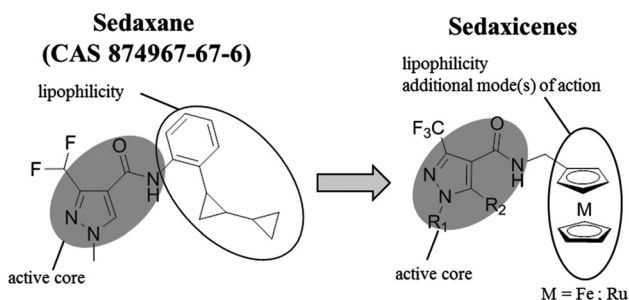 Sedaxane
(CAS 874967-67-6)
lipophilicity
F
F
O
N
H
N
N
active core
Sedaxicenes
lipophilicity
additional mode(s) of action
F3C
O
N
H
N
N
R1
R2
M
active core
M = Fe ; Ru